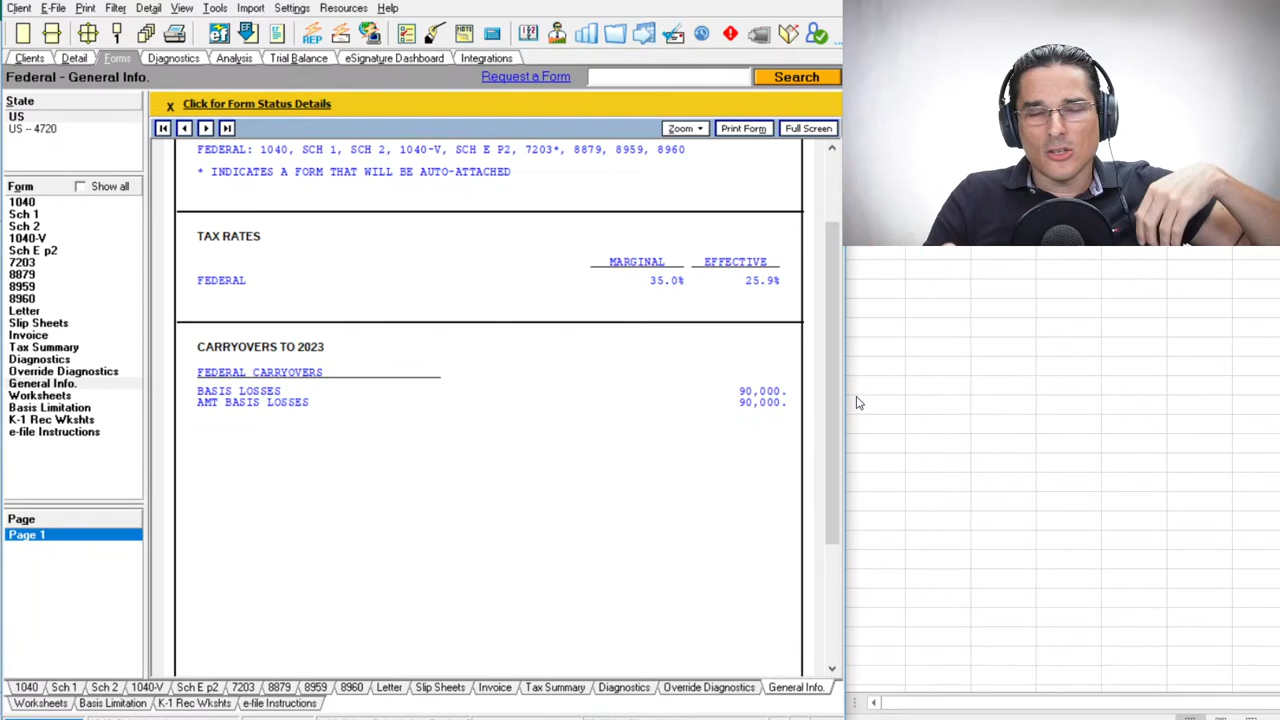 Client E-File Print Filter Detail View Tools Import Settings Resources Help
1 REP NOTE
Clients Detail Forms Diagnostics Analysis Trial Balance eSignature Dashboard Integrations
Federal - General Info. Request a Form Search
State
US
US -- 4720
X Click for Form Status Details
Zoom Print Form Full Screen
Form Show all
1040
Sch 1
Sch 2
1040-V
Sch E p2
7203
8879
8959
8960
Letter
Slip Sheets
Invoice
Tax Summary
Diagnostics
Override Diagnostics
General Info.
Worksheets
Basis Limitation
K-1 Rec Wkshts
e-file Instructions
Page
Page 1
FEDERAL: 1040, SCH 1, SCH 2, 1040-V, SCH E P2, 7203*, 8879, 8959, 8960
* INDICATES A FORM THAT WILL BE AUTO-ATTACHED
TAX RATES
MARGINAL EFFECTIVE
FEDERAL 35.0% 25.9%
CARRYOVERS TO 2023
FEDERAL CARRYOVERS
BASIS LOSSES 90,000.
AMT BASIS LOSSES 90,000.
1040 Sch 1 Sch 2 1040-V Sch E p2 7203 8879 8959 8960 Letter Slip Sheets Invoice Tax Summary Diagnostics Override Diagnostics General Info.
Worksheets Basis Limitation K-1 Rec Wkshts e-file Instructions